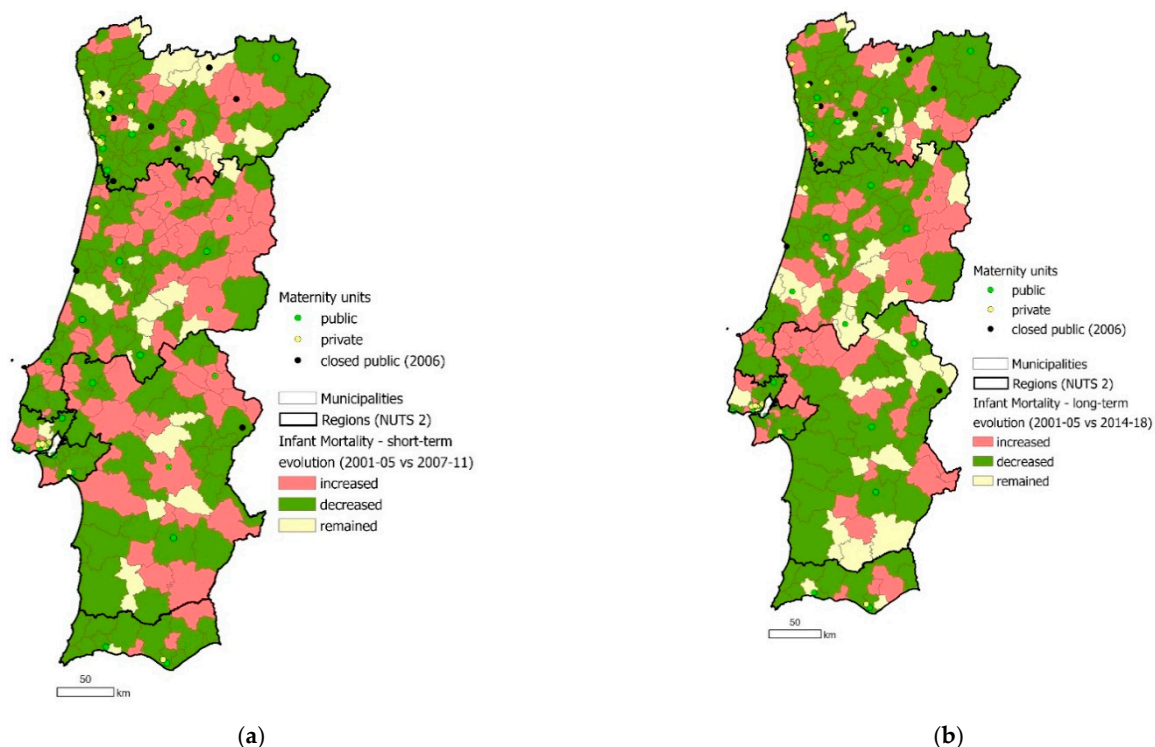 Maternity units
public
private
closed public (2006)
Municipalities
Regions (NUTS 2)
Infant Mortality - short-term
evolution (2001-05 vs 2007-11)
increased
decreased
remained
50
km
(a)
Maternity units
public
private
closed public (2006)
Municipalities
Regions (NUTS 2)
Infant Mortality - long-term
evolution (2001-05 vs 2014-18)
increased
decreased
remained
50
km
(b)